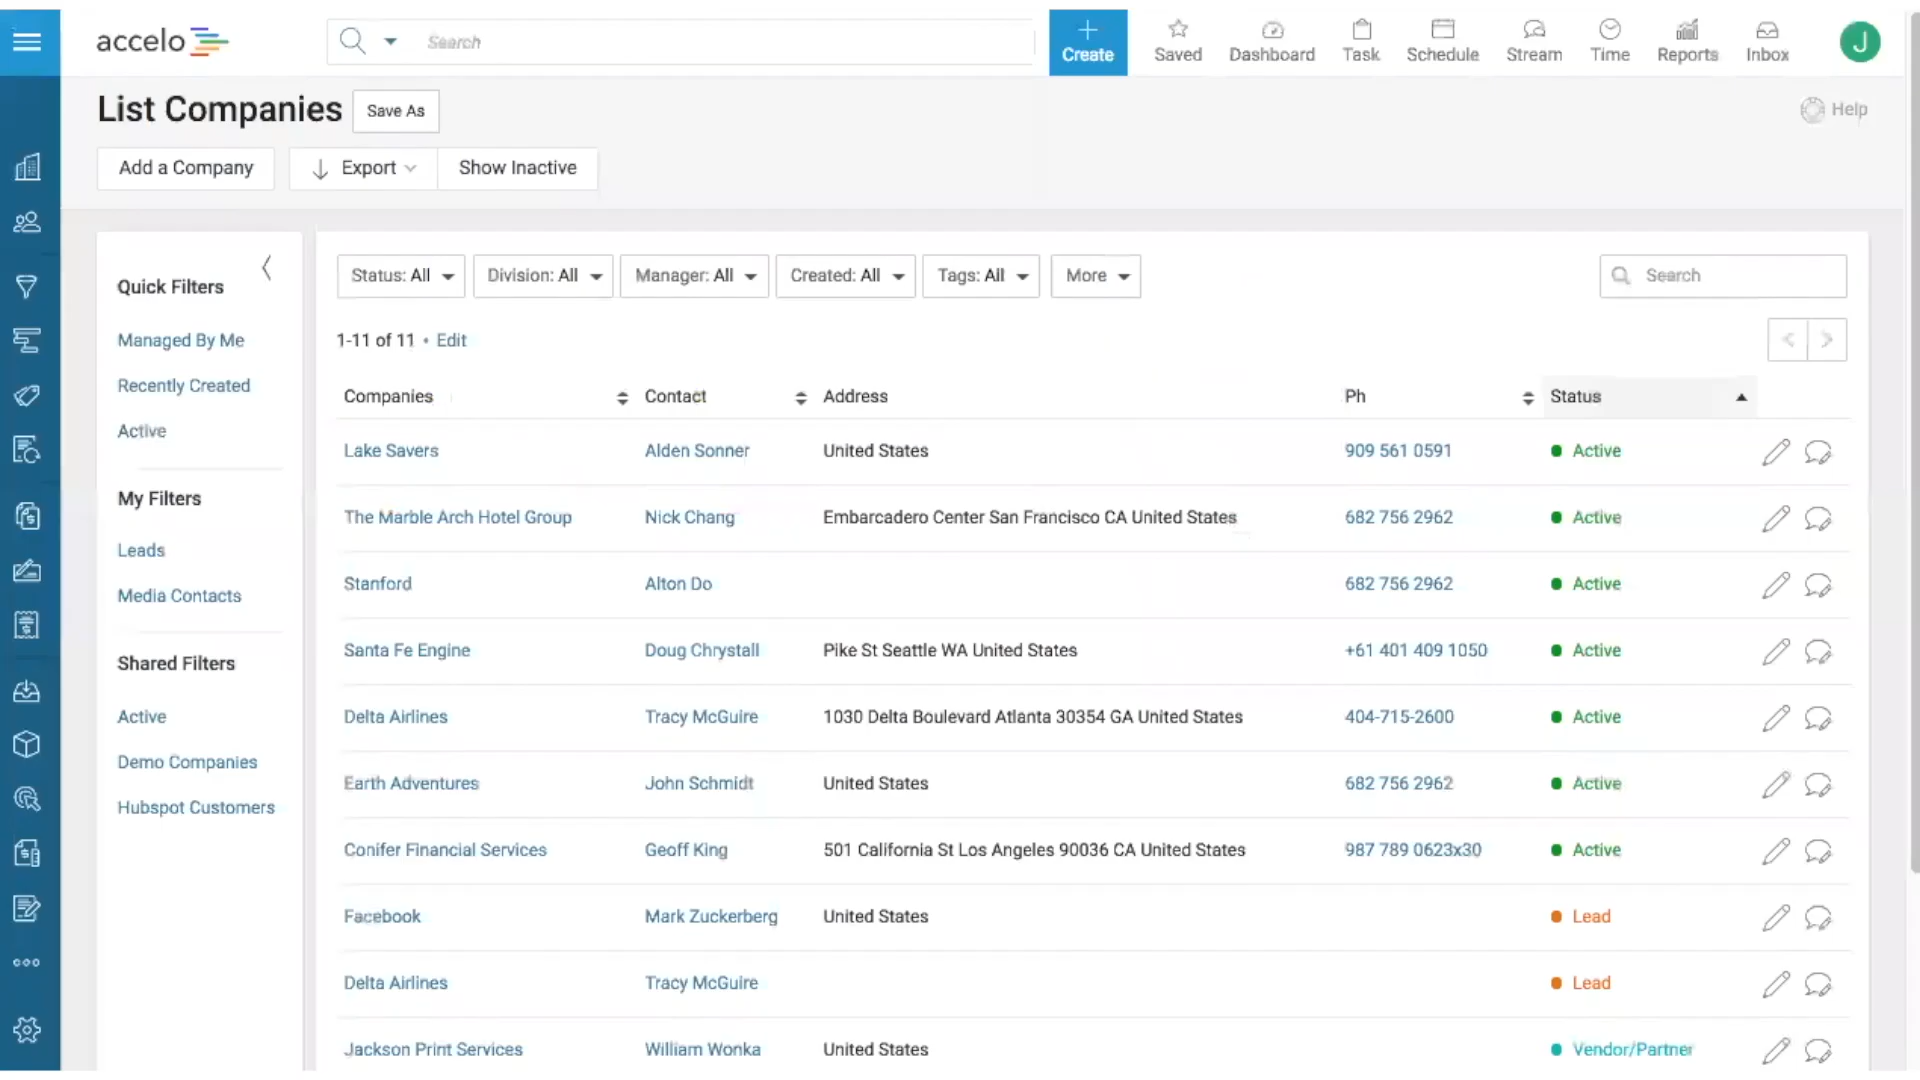 accelo
Search
Create
Saved
Dashboard
Task
Schedule
Stream
Time
Reports
Inbox
J
List Companies
Save As
Help
Add a Company
Export
Show Inactive
Quick Filters
Managed By Me
Recently Created
Active
My Filters
Leads
Media Contacts
Shared Filters
Active
Demo Companies
Hubspot Customers
Status: All
Division: All
Manager: All
Created: All
Tags: All
More
Search
1-11 of 11 • Edit
Companies Contact Address Ph Status
Lake Savers Alden Sonner United States 909 561 0591 Active
The Marble Arch Hotel Group Nick Chang Embarcadero Center San Francisco CA United States 682 756 2962 Active
Stanford Alton Do 682 756 2962 Active
Santa Fe Engine Doug Chrystall Pike St Seattle WA United States +61 401 409 1050 Active
Delta Airlines Tracy McGuire 1030 Delta Boulevard Atlanta 30354 GA United States 404-715-2600 Active
Earth Adventures John Schmidt United States 682 756 2962 Active
Conifer Financial Services Geoff King 501 California St Los Angeles 90036 CA United States 987 789 0623x30 Active
Facebook Mark Zuckerberg United States Lead
Delta Airlines Tracy McGuire Lead
Jackson Print Services William Wonka United States Vendor/Partner